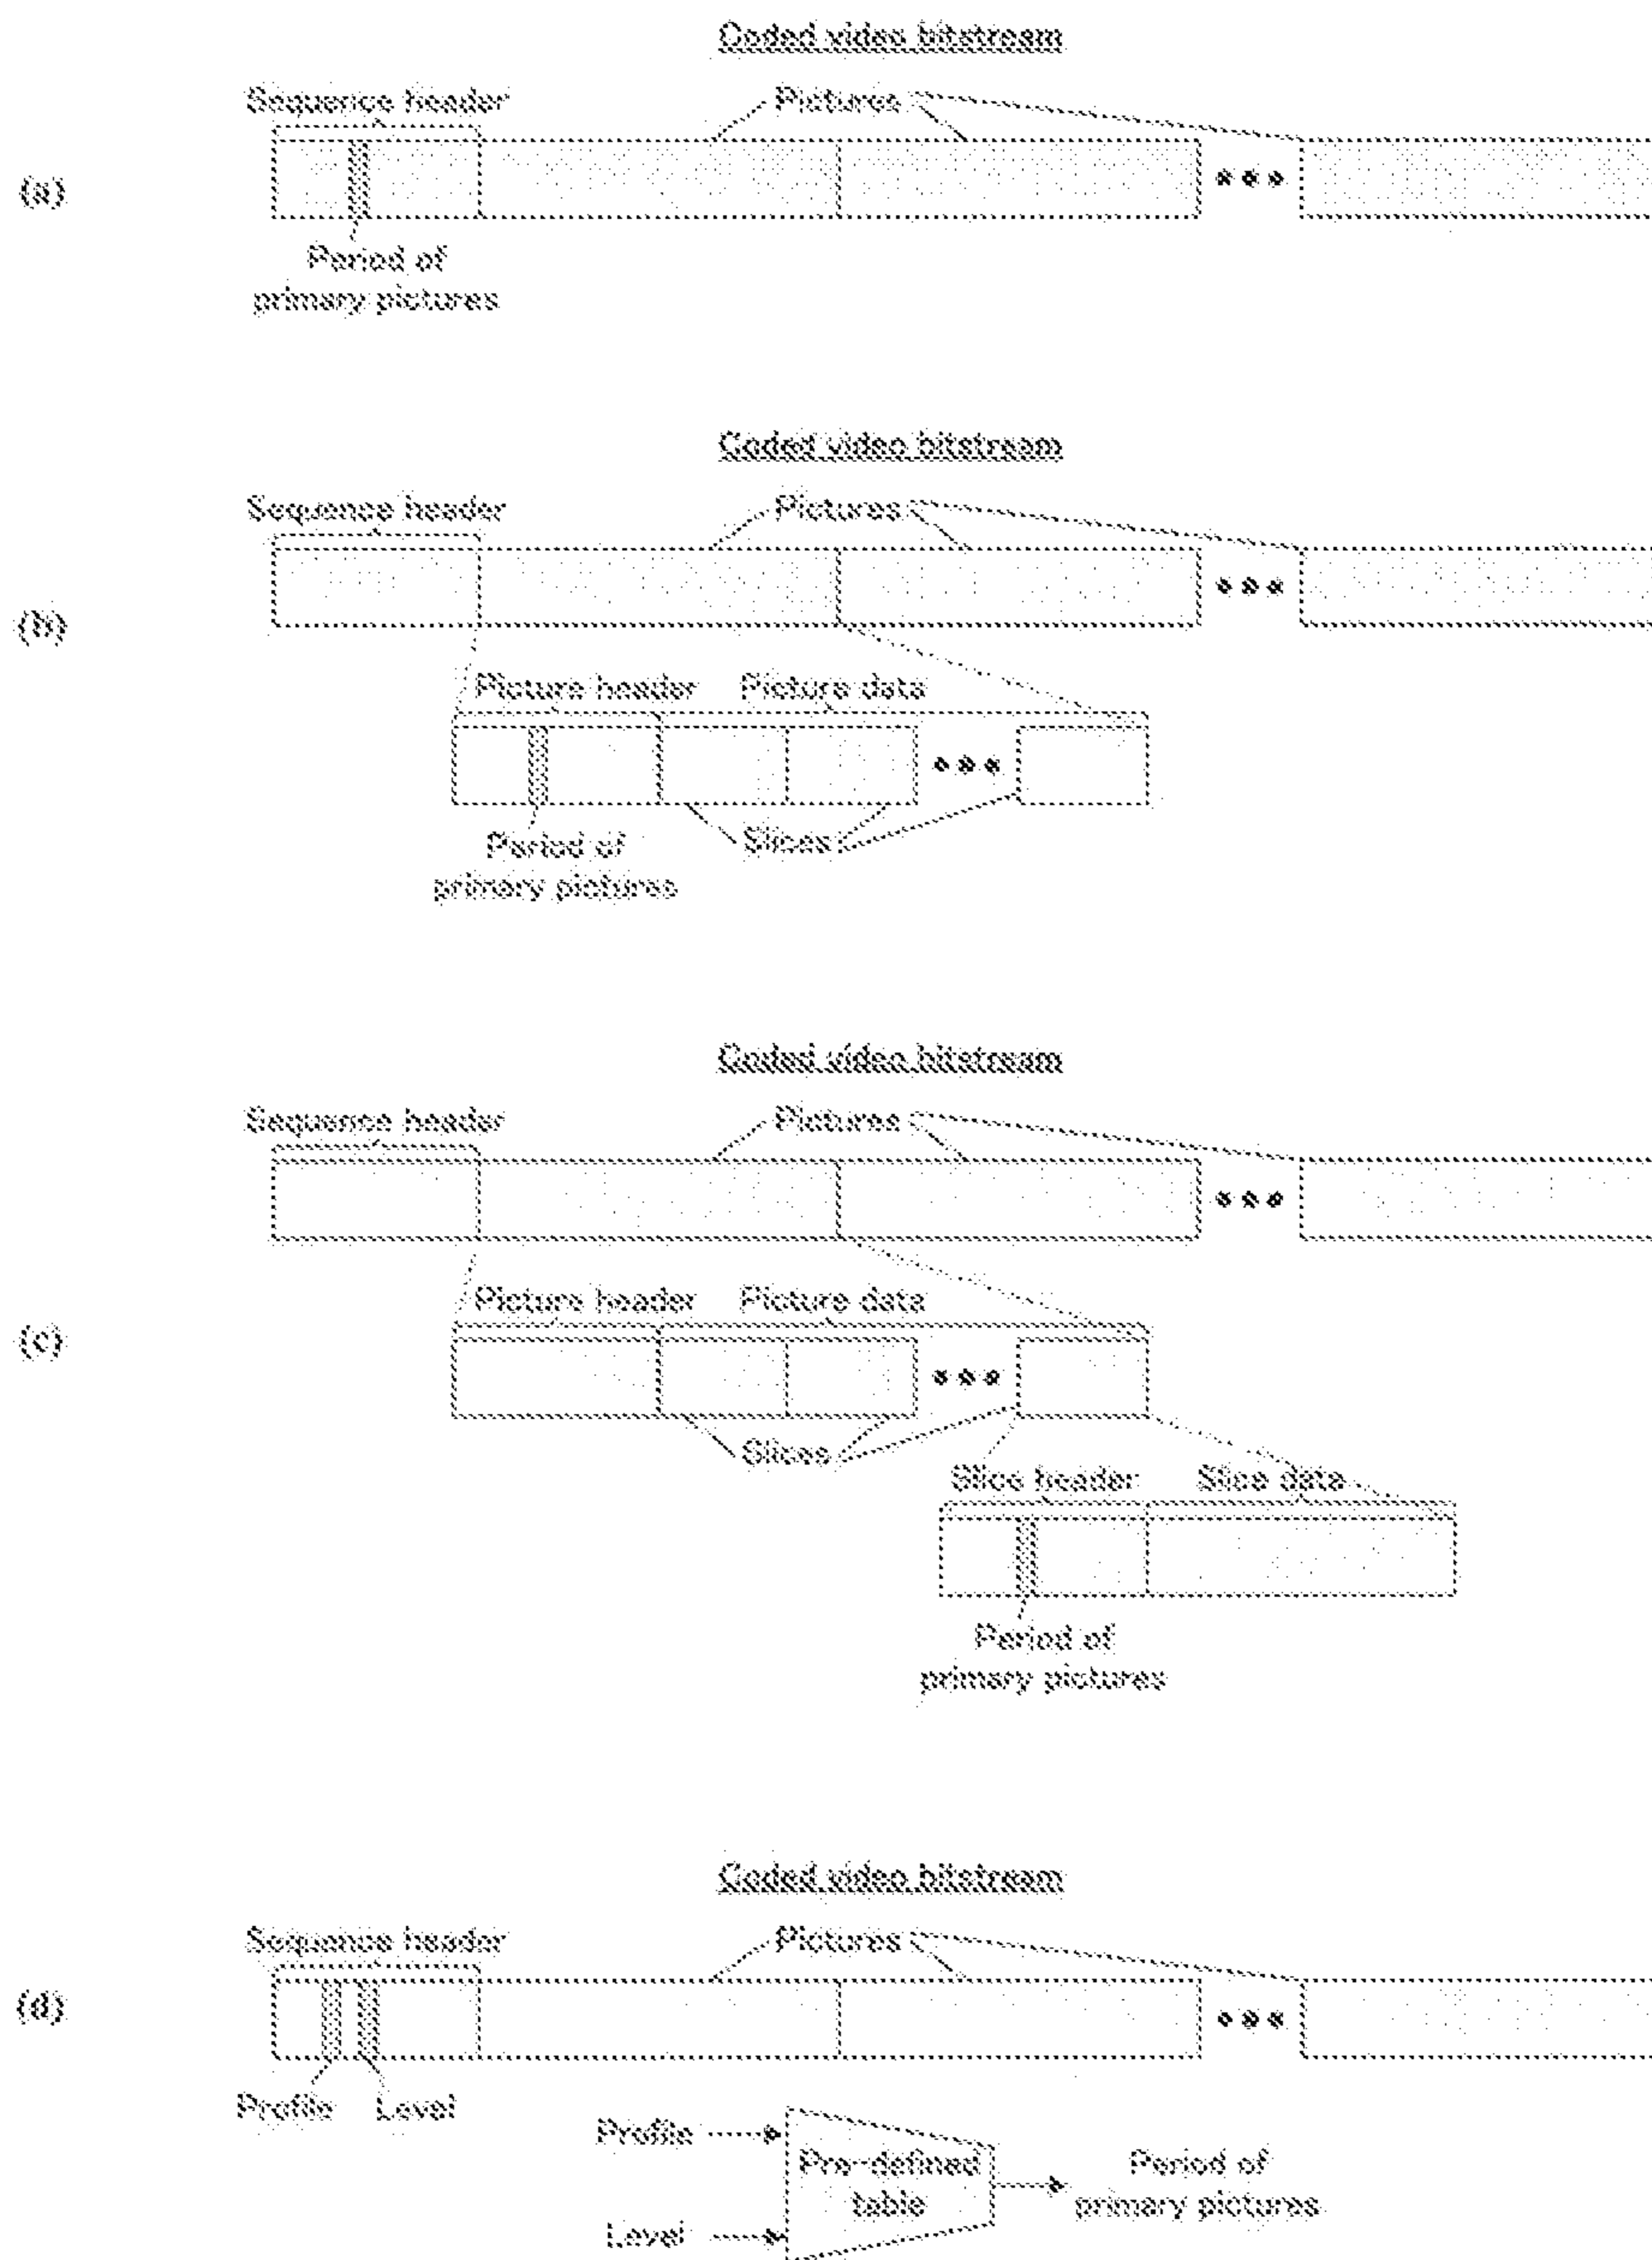 Coded video bitstream
Sequence header
Pictures
(a)
Period of
primary pictures
Coded video bitstream
Sequence header
Pictures
(b)
Picture header
Picture data
Period of
primary pictures
Slices
Coded video bitstream
Sequence header
Pictures
(c)
Picture header
Picture data
Slices
Slice header
Slice data
Period of
primary pictures
Coded video bitstream
Sequence header
Pictures
(d)
Profile
Level
Profile
Pre-defined
table
Period of
primary pictures
Level